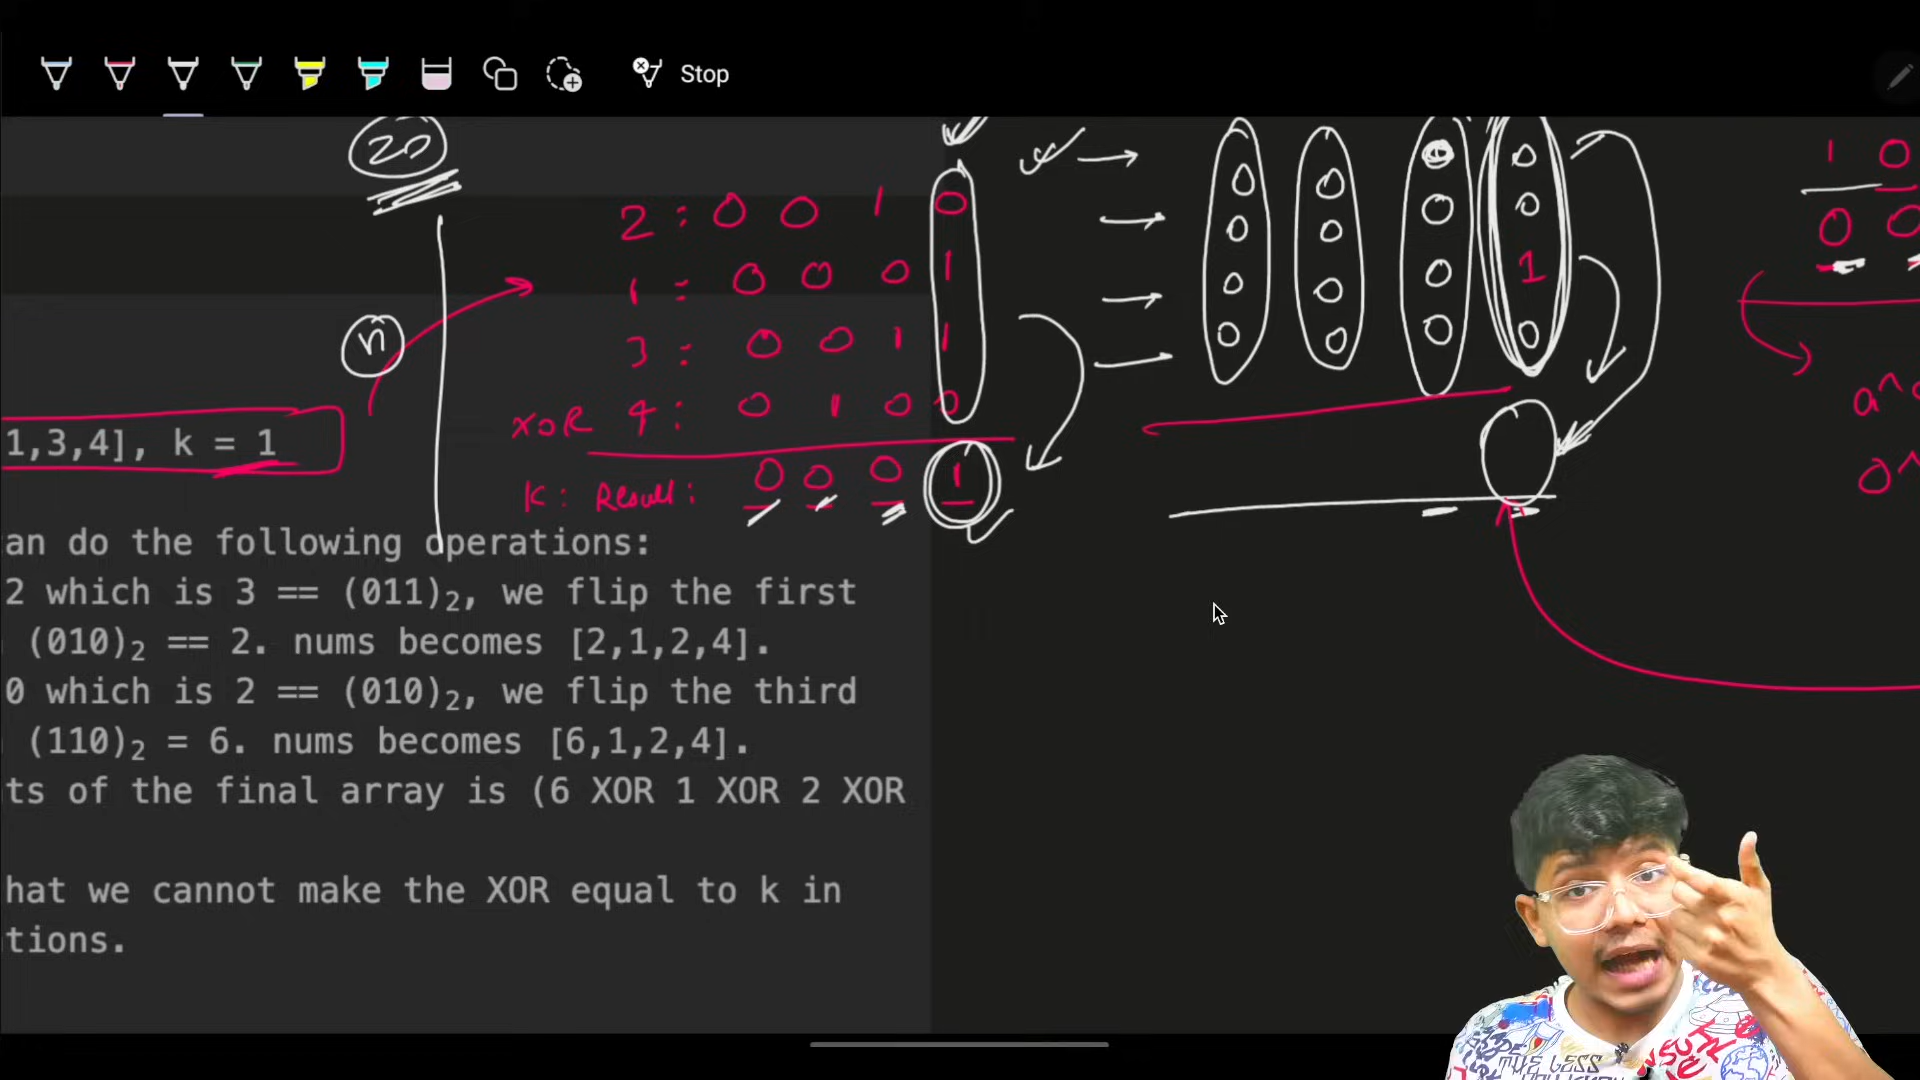 Stop
20
2 : 0 0 1 0
1 : 0 0 0 1
3 : 0 0 1 1
XOR 4 : 0 1 0 0
K : Result : 0 0 0 1
n
0 0 0 0
0 0 0 0
0 0 0 1
0 0 0 0
1 0
0 0
1,3,4], k = 1
an do the following operations:
2 which is 3 == (011)₂, we flip the first
(010)₂ == 2. nums becomes [2,1,2,4].
0 which is 2 == (010)₂, we flip the third
(110)₂ = 6. nums becomes [6,1,2,4].
ts of the final array is (6 XOR 1 XOR 2 XOR
hat we cannot make the XOR equal to k in
tions.